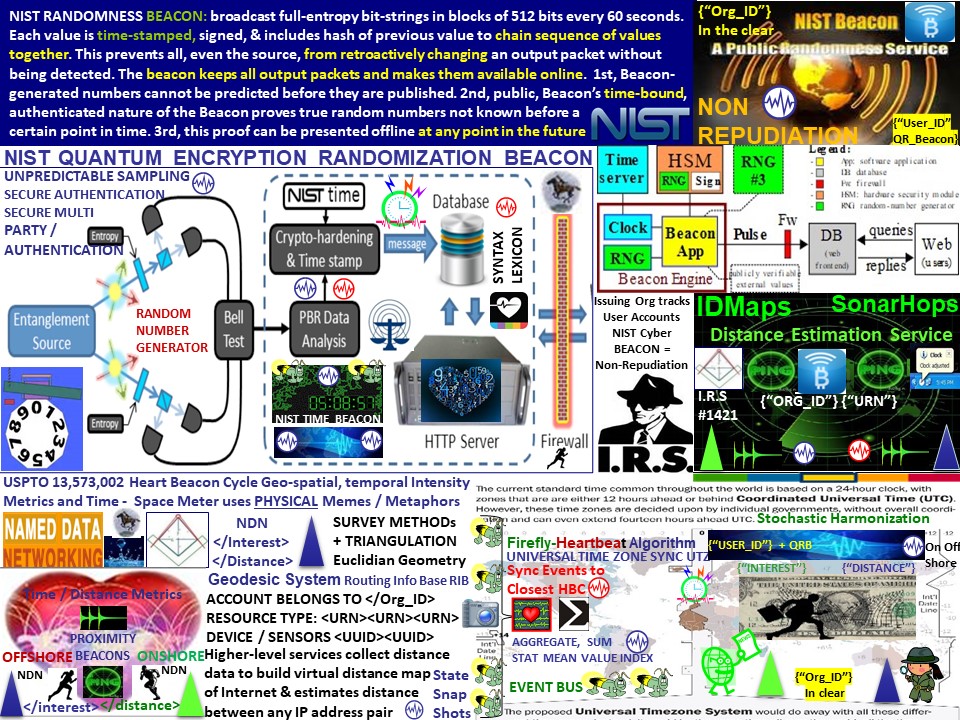 NIST RANDOMNESS BEACON: broadcast full-entropy bit-strings in blocks of 512 bits every 60 seconds.
Each value is time-stamped, signed, & includes hash of previous value to chain sequence of values
together. This prevents all, even the source, from retroactively changing an output packet without
being detected. The beacon keeps all output packets and makes them available online. 1st, Beacon-
generated numbers cannot be predicted before they are published. 2nd, public, Beacon's time-bound,
authenticated nature of the Beacon proves true random numbers not known before a
certain point in time. 3rd, this proof can be presented offline at any point in the future
NIST
{"Org_ID"}
In the clear
NIST Beacon
A Public Randomness Service
NON
REPUDIATION
{"User_ID"
QR_Beacon}
NIST QUANTUM ENCRYPTION RANDOMIZATION BEACON
UNPREDICTABLE SAMPLING
SECURE AUTHENTICATION
SECURE MULTI
PARTY /
AUTHENTICATION
Entropy
Entanglement
Source
RANDOM
NUMBER
GENERATOR
Entropy
Bell
Test
NIST time
Crypto-hardening
& Time stamp
PBR Data
Analysis
message
Database
SYNTAX
LEXICON
05:08:57
NIST TIME BEACON
HTTP Server
Firewall
Time
server
HSM
RNG
Sign
RNG
#3
Legend:
App: software application
DB: database
Fw: firewall
HSM: hardware security module
RNG: random-number generator
Clock
RNG
Beacon
App
Beacon Engine
Pulse
Fw
DB
(web
frontend)
queries
replies
Web
(users)
publicly verifiable
external values
Issuing Org tracks
User Accounts
NIST Cyber
BEACON =
Non-Repudiation
I.R.S.
IDMaps SonarHops
Distance Estimation Service
PING
PING
Clock
Clock adjusted
I.R.S
#1421
{"ORG_ID"} {"URN"}
USPTO 13,573,002 Heart Beacon Cycle Geo-spatial, temporal Intensity
Metrics and Time - Space Meter uses PHYSICAL Memes / Metaphors
NAMED DATA
NETWORKING
NDN
</Interest>
</Distance>
SURVEY METHODs
+ TRIANGULATION
Euclidian Geometry
Geodesic System Routing Info Base RIB
ACCOUNT BELONGS TO </Org_ID>
RESOURCE TYPE: <URN><URN><URN>
DEVICE / SENSORS <UUID><UUID>
Higher-level services collect distance
data to build virtual distance map
of Internet & estimates distance
between any IP address pair
State
Snap
Shots
Time / Distance Metrics
PROXIMITY
BEACONS
OFFSHORE
ONSHORE
NDN
NDN
PING
</interest>
</distance>
The current standard time common throughout the world is based on a 24-hour clock, with
zones that are are either 12 hours ahead or behind Coordinated Universal Time (UTC).
However, these time zones are decided upon by individual governments, without overall coordi-
nation and can even extend fourteen hours ahead UTC.
Stochastic Harmonization
Firefly-Heartbeat Algorithm
UNIVERSALTIME ZONE SYNC UTZ
Sync Events to
Closest HBC
AGGREGATE, SUM
STAT MEAN VALUE INDEX
EVENT BUS
{"USER_ID"} + QRB
On Off
Shore
{"INTEREST"}
{"DISTANCE"}
Int'l
Date
Line
{"Org_ID"}
In clear
The proposed Universal Timezone System would do away with all these differ-